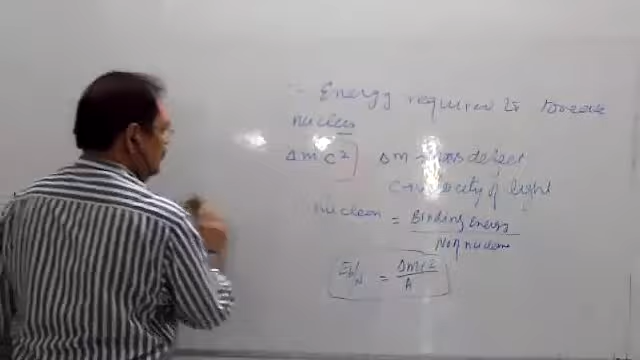 :- Energy required to break
nucleus
Δmc²] Δm → mass defect
C → velocity of light
nucleon = Binding Energy
No of nucleons
Eb/N = Δmc²
A